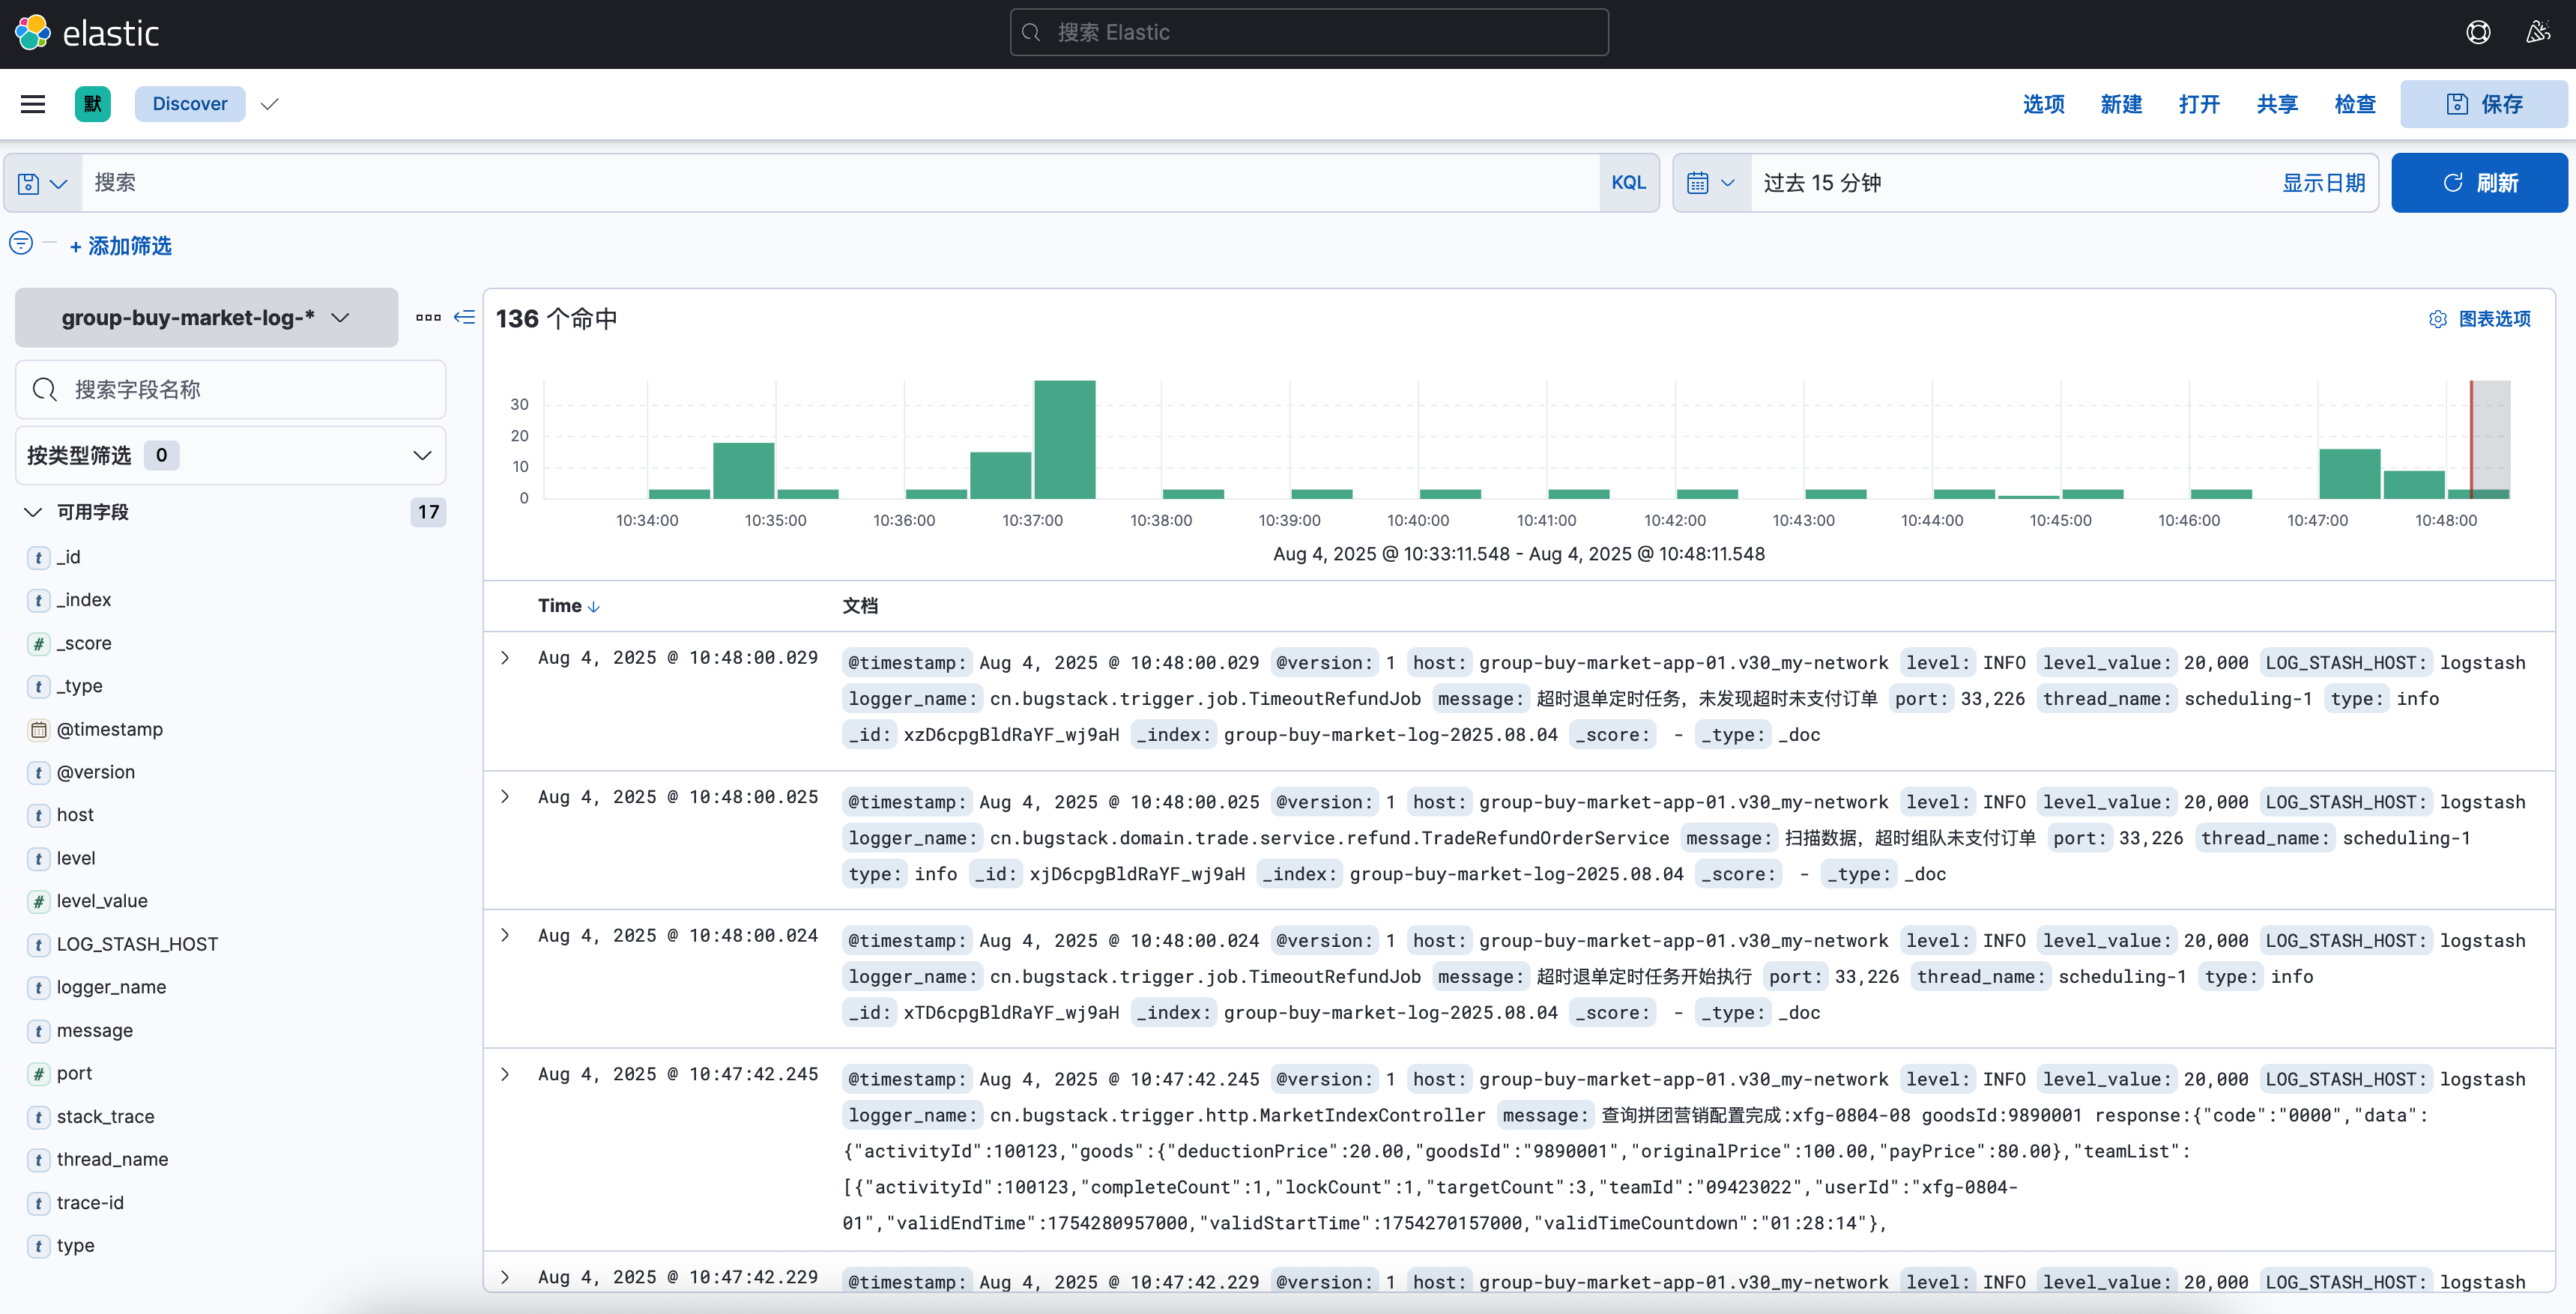 elastic
搜索 Elastic
默
Discover
选项 新建 打开 共享 检查 保存
搜索
KQL
过去 15 分钟
显示日期
刷新
+ 添加筛选
group-buy-market-log-*
搜索字段名称
按类型筛选 0
可用字段 17
t _id
t _index
# _score
t _type
@timestamp
t @version
t host
t level
# level_value
t LOG_STASH_HOST
t logger_name
t message
# port
t stack_trace
t thread_name
t trace-id
t type
136 个命中
图表选项
30
20
10
0
10:34:00 10:35:00 10:36:00 10:37:00 10:38:00 10:39:00 10:40:00 10:41:00 10:42:00 10:43:00 10:44:00 10:45:00 10:46:00 10:47:00 10:48:00
Aug 4, 2025 @ 10:33:11.548 - Aug 4, 2025 @ 10:48:11.548
Time 文档
Aug 4, 2025 @ 10:48:00.029
@timestamp: Aug 4, 2025 @ 10:48:00.029 @version: 1 host: group-buy-market-app-01.v30_my-network level: INFO level_value: 20,000 LOG_STASH_HOST: logstash
logger_name: cn.bugstack.trigger.job.TimeoutRefundJob message: 超时退单定时任务，未发现超时未支付订单 port: 33,226 thread_name: scheduling-1 type: info
_id: xzD6cpgBldRaYF_wj9aH _index: group-buy-market-log-2025.08.04 _score: - _type: _doc
Aug 4, 2025 @ 10:48:00.025
@timestamp: Aug 4, 2025 @ 10:48:00.025 @version: 1 host: group-buy-market-app-01.v30_my-network level: INFO level_value: 20,000 LOG_STASH_HOST: logstash
logger_name: cn.bugstack.domain.trade.service.refund.TradeRefundOrderService message: 扫描数据，超时组队未支付订单 port: 33,226 thread_name: scheduling-1
type: info _id: xjD6cpgBldRaYF_wj9aH _index: group-buy-market-log-2025.08.04 _score: - _type: _doc
Aug 4, 2025 @ 10:48:00.024
@timestamp: Aug 4, 2025 @ 10:48:00.024 @version: 1 host: group-buy-market-app-01.v30_my-network level: INFO level_value: 20,000 LOG_STASH_HOST: logstash
logger_name: cn.bugstack.trigger.job.TimeoutRefundJob message: 超时退单定时任务开始执行 port: 33,226 thread_name: scheduling-1 type: info
_id: xTD6cpgBldRaYF_wj9aH _index: group-buy-market-log-2025.08.04 _score: - _type: _doc
Aug 4, 2025 @ 10:47:42.245
@timestamp: Aug 4, 2025 @ 10:47:42.245 @version: 1 host: group-buy-market-app-01.v30_my-network level: INFO level_value: 20,000 LOG_STASH_HOST: logstash
logger_name: cn.bugstack.trigger.http.MarketIndexController message: 查询拼团营销配置完成:xfg-0804-08 goodsId:9890001 response:{"code":"0000","data":
{"activityId":100123,"goods":{"deductionPrice":20.00,"goodsId":"9890001","originalPrice":100.00,"payPrice":80.00},"teamList":
[{"activityId":100123,"completeCount":1,"lockCount":1,"targetCount":3,"teamId":"09423022","userId":"xfg-0804-
01","validEndTime":1754280957000,"validStartTime":1754270157000,"validTimeCountdown":"01:28:14"},
Aug 4, 2025 @ 10:47:42.229
@timestamp: Aug 4, 2025 @ 10:47:42.229 @version: 1 host: group-buy-market-app-01.v30_my-network level: INFO level_value: 20,000 LOG_STASH_HOST: logstash